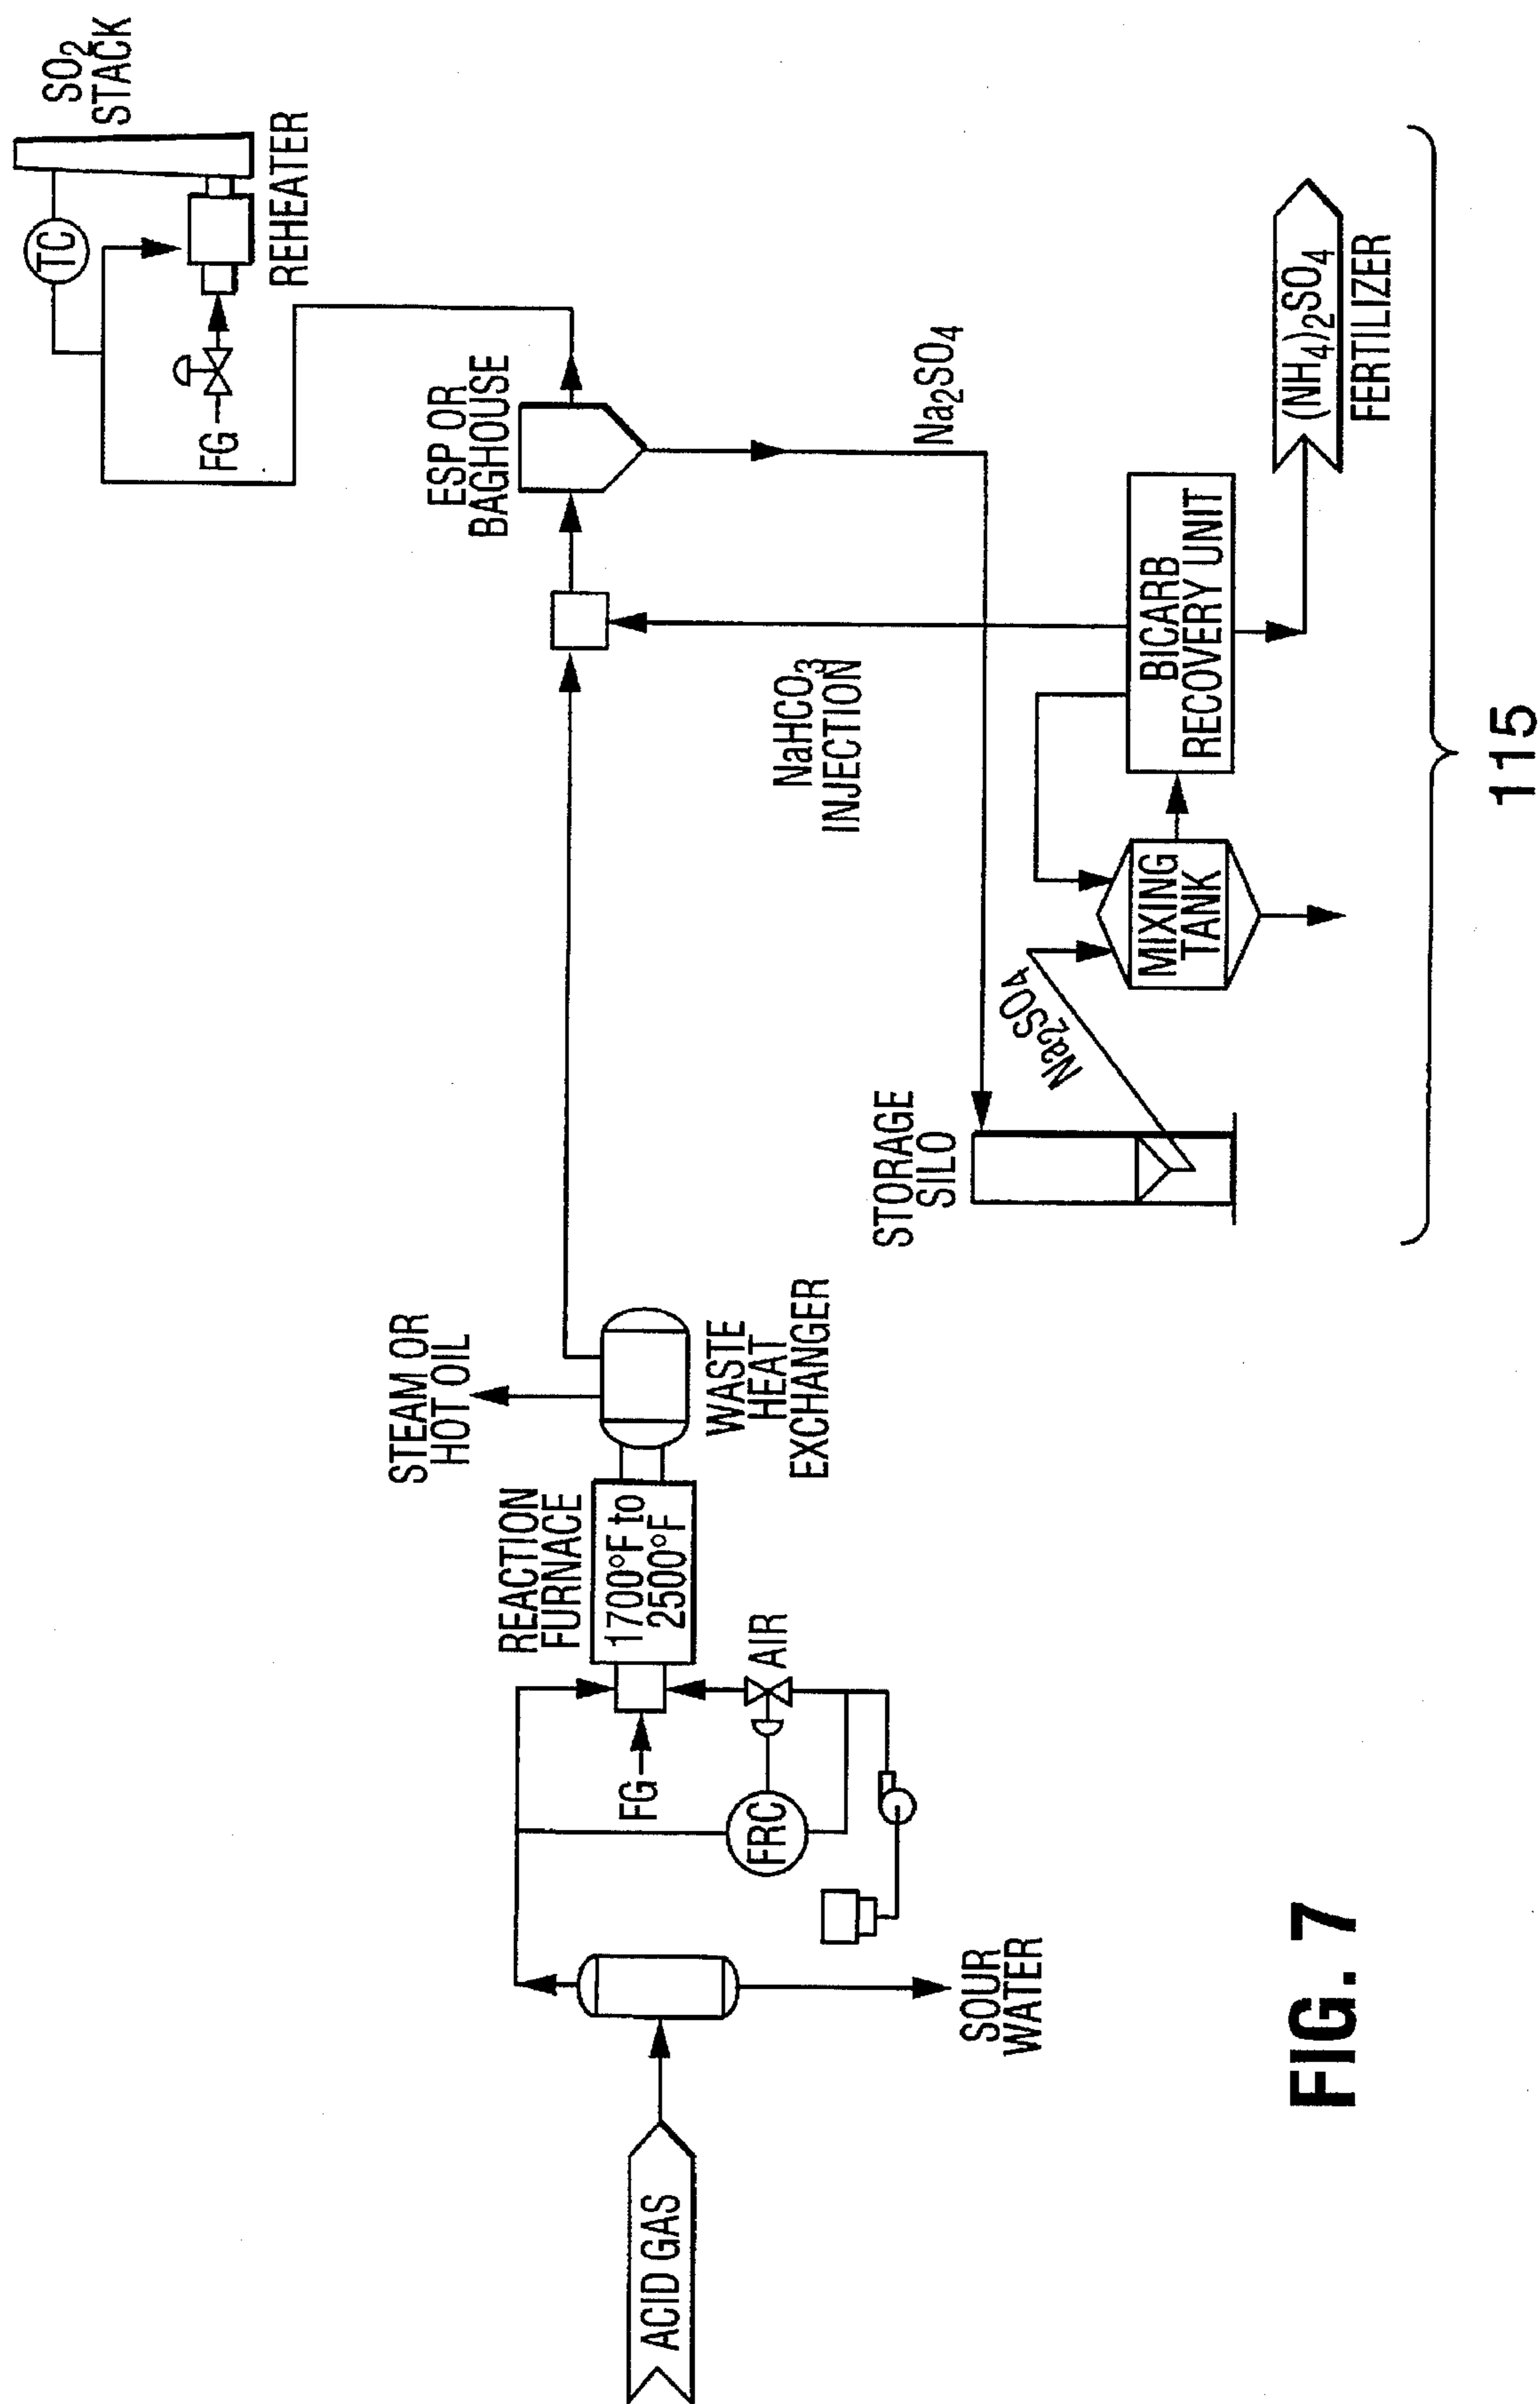 ACID GAS
SOUR
WATER
FRC
FG
AIR
REACTION
FURNACE
1700°F to
2500°F
STEAM OR
HOT OIL
WASTE
HEAT
EXCHANGER
STORAGE
SILO
Na2SO4
MIXING
TANK
NaHCO3
INJECTION
BICARB
RECOVERY UNIT
Na2SO4
ESP OR
BAGHOUSE
FG
TC
REHEATER
SO2
STACK
(NH4)2SO4
FERTILIZER
115
FIG. 7